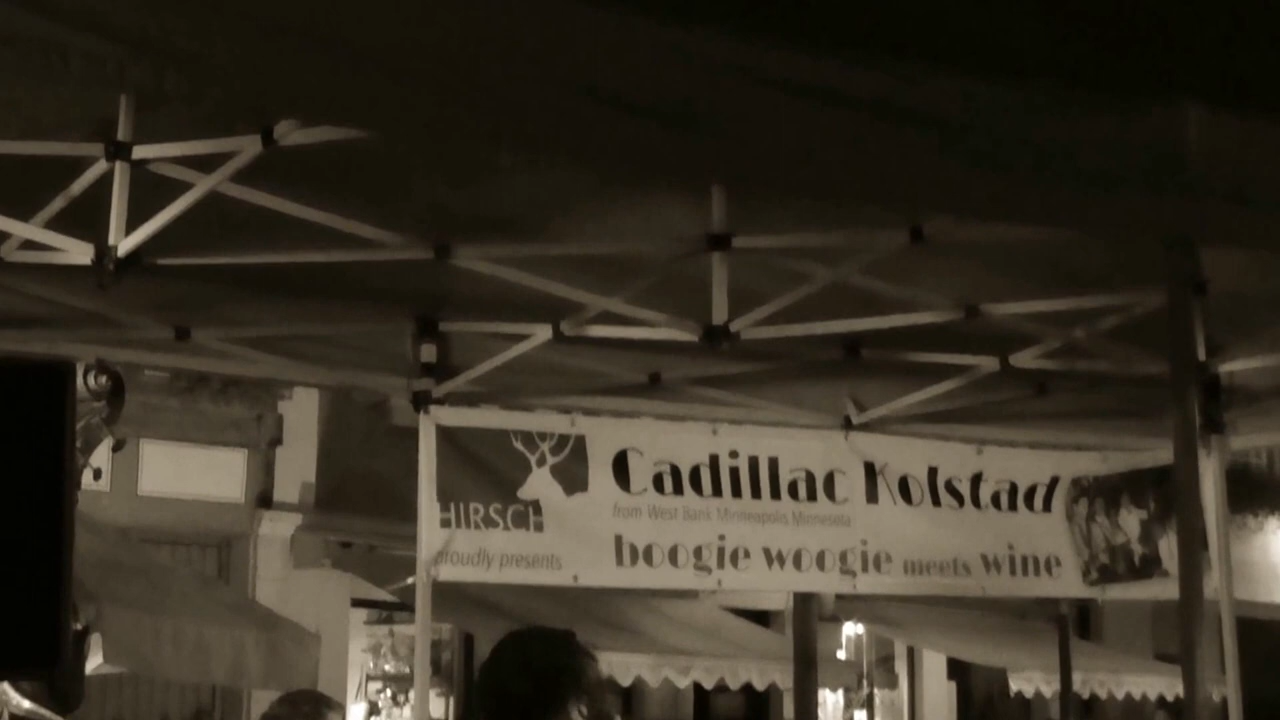 HIRSCH
proudly presents
Cadillac Kolstad
from West Bank Minneapolis Minnesota
boogie woogie meets wine